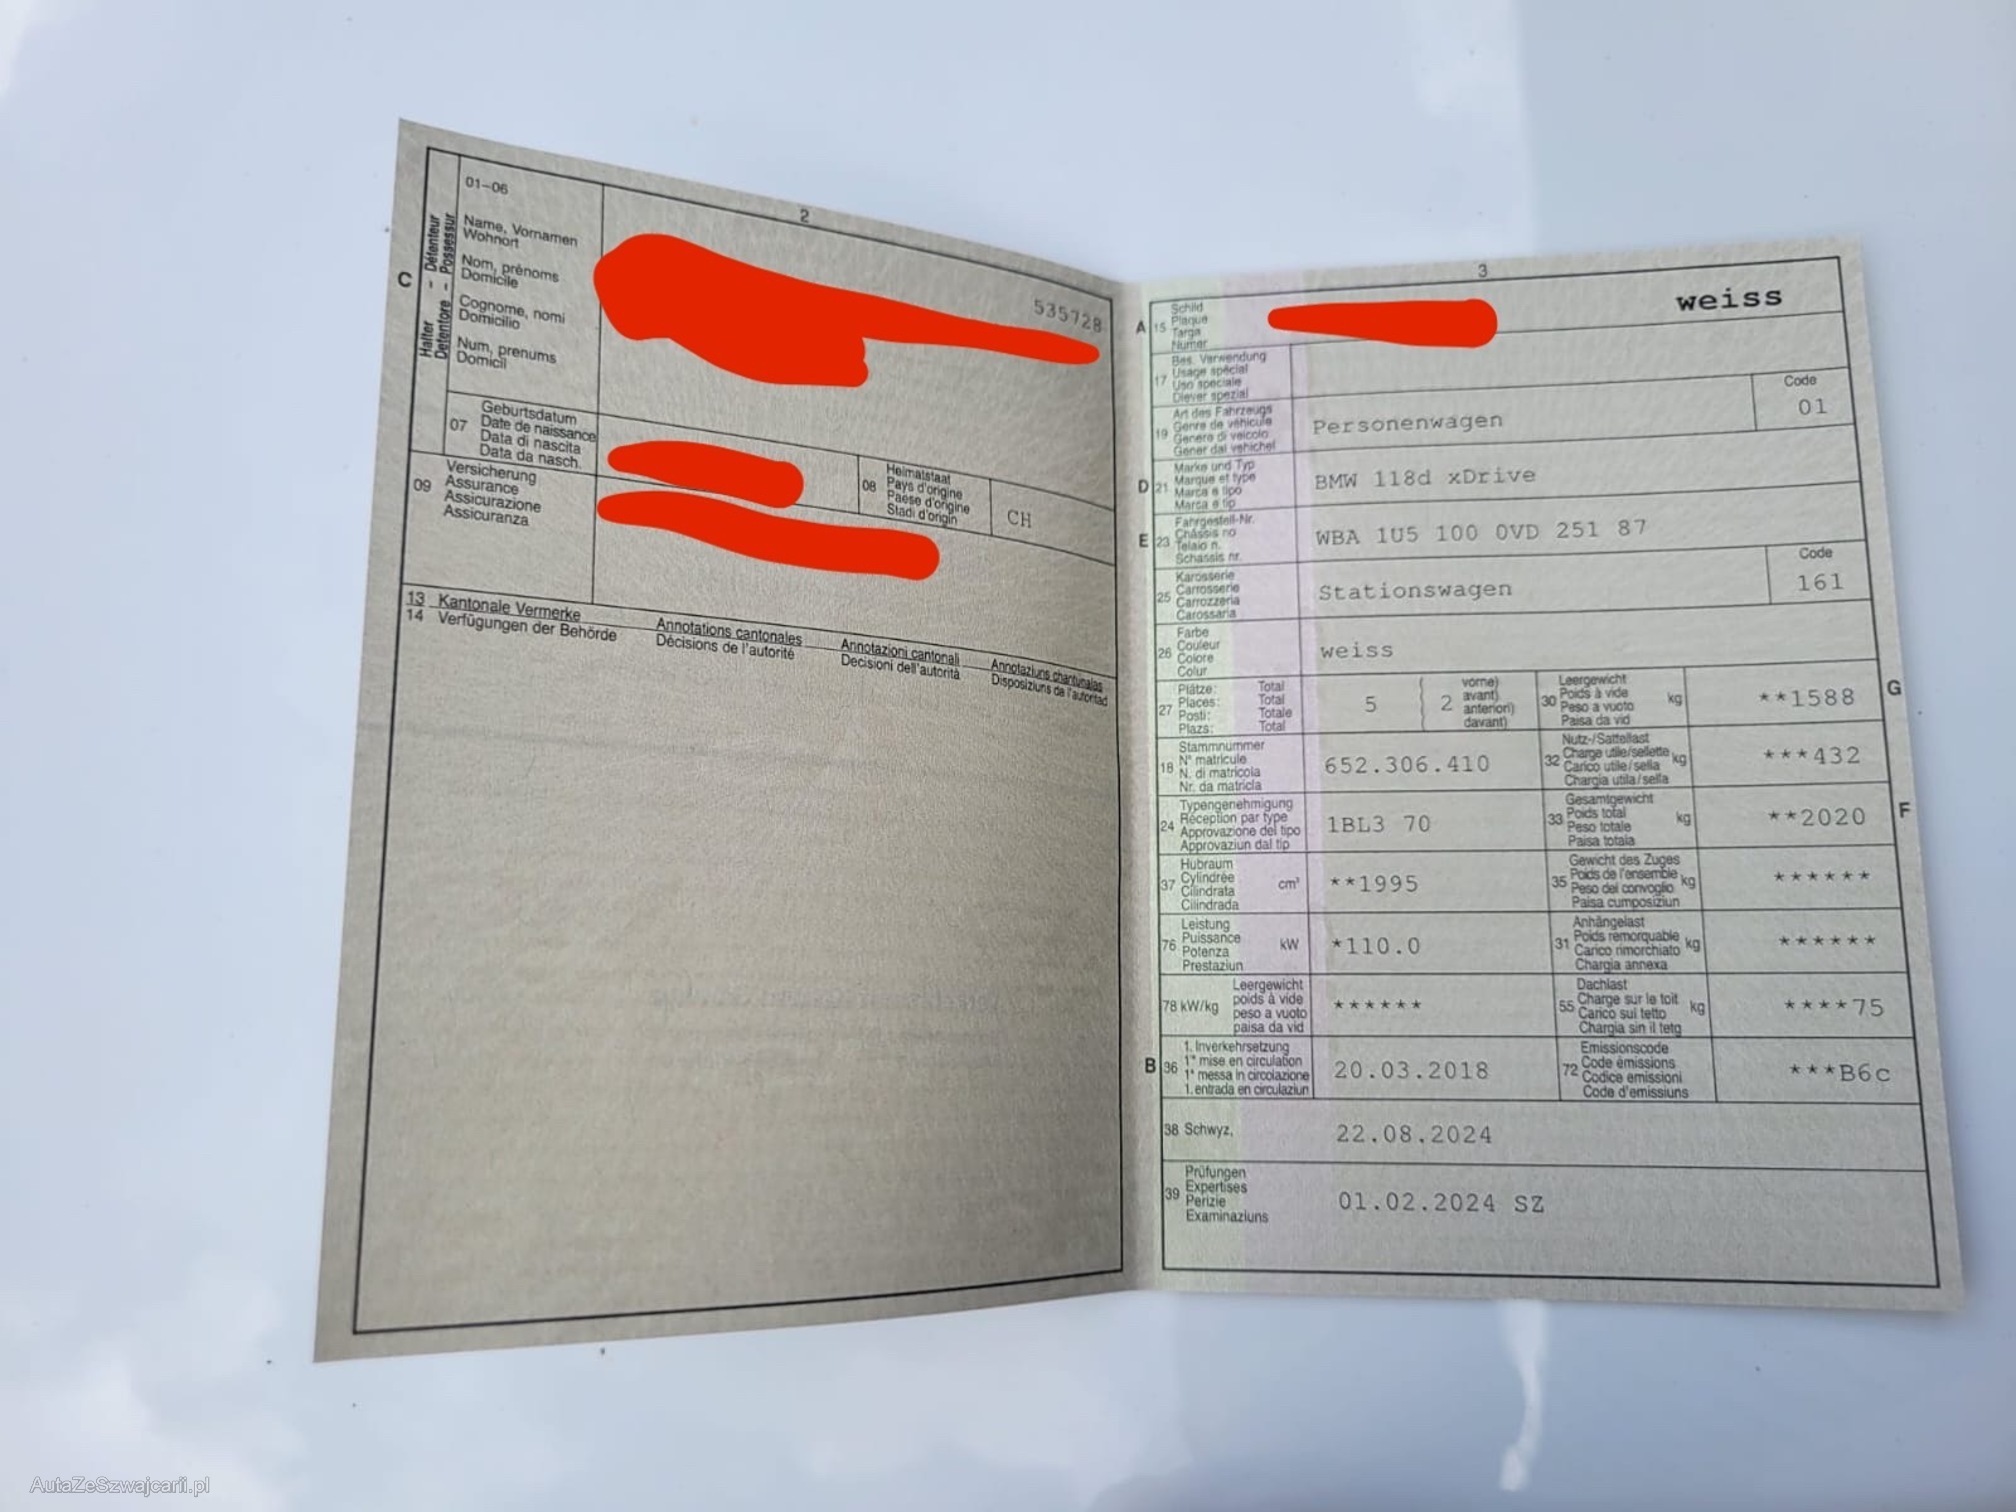 2
C
Halter – Détenteur
Detentore – Possessur
01–06
Name, Vornamen
Wohnort
Nom, prénoms
Domicile
Cognome, nomi
Domicilio
Num, prenums
Domicil
535728
07
Geburtsdatum
Date de naissance
Data di nascita
Data da nasch.
08
Heimatstaat
Pays d'origine
Paese d'origine
Stadi d'origin
CH
09
Versicherung
Assurance
Assicurazione
Assicuranza
13 Kantonale Vermerke Annotations cantonales Annotazioni cantonali Annotaziuns chantunalas
14 Verfügungen der Behörde Décisions de l'autorité Decisioni dell'autorità Disposiziuns de l'autoritad
3
A 15
Schild
Plaque
Targa
Numer
weiss
17
Bes. Verwendung
Usage spécial
Uso speciale
Diever spezial
19
Art des Fahrzeugs
Genre de véhicule
Genere di veicolo
Gener dal vehichel
Personenwagen
Code
01
D 21
Marke und Typ
Marque et type
Marca e tipo
Marca e tip
BMW 118d xDrive
E 23
Fahrgestell-Nr.
Châssis no
Telaio n.
Schassis nr.
WBA 1U5 100 0VD 251 87
25
Karosserie
Carrosserie
Carrozzeria
Carossaria
Stationswagen
Code
161
26
Farbe
Couleur
Colore
Colur
weiss
27
Plätze: Total
Places: Total
Posti: Totale
Plazs: Total
5
( 2
vorne)
avant)
anteriori)
davant)
30
Leergewicht
Poids à vide
Peso a vuoto
Paisa da vid
kg
**1588
G
18
Stammnummer
N° matricule
N. di matricola
Nr. da matricla
652.306.410
32
Nutz-/Sattellast
Charge utile/sellette
Carico utile/sella
Chargia utila/sella
kg
***432
24
Typengenehmigung
Réception par type
Approvazione del tipo
Approvaziun dal tip
1BL3 70
33
Gesamtgewicht
Poids total
Peso totale
Paisa totala
kg
**2020
F
37
Hubraum
Cylindrée
Cilindrata
Cilindrada
cm³
**1995
35
Gewicht des Zuges
Poids de l'ensemble
Peso del convoglio
Paisa cumposiziun
kg
******
76
Leistung
Puissance
Potenza
Prestaziun
kW
*110.0
31
Anhängelast
Poids remorquable
Carico rimorchiato
Chargia annexa
kg
******
78 kW/kg
Leergewicht
poids à vide
peso a vuoto
paisa da vid
******
55
Dachlast
Charge sur le toit
Carico sul tetto
Chargia sin il tetg
kg
****75
B 36
1. Inverkehrsetzung
1° mise en circulation
1° messa in circolazione
1. entrada en circulaziun
20.03.2018
72
Emissionscode
Code émissions
Codice emissioni
Code d'emissiuns
***B6c
38 Schwyz,
22.08.2024
39
Prüfungen
Expertises
Perizie
Examinaziuns
01.02.2024 SZ
AutaZeSzwajcarii.pl